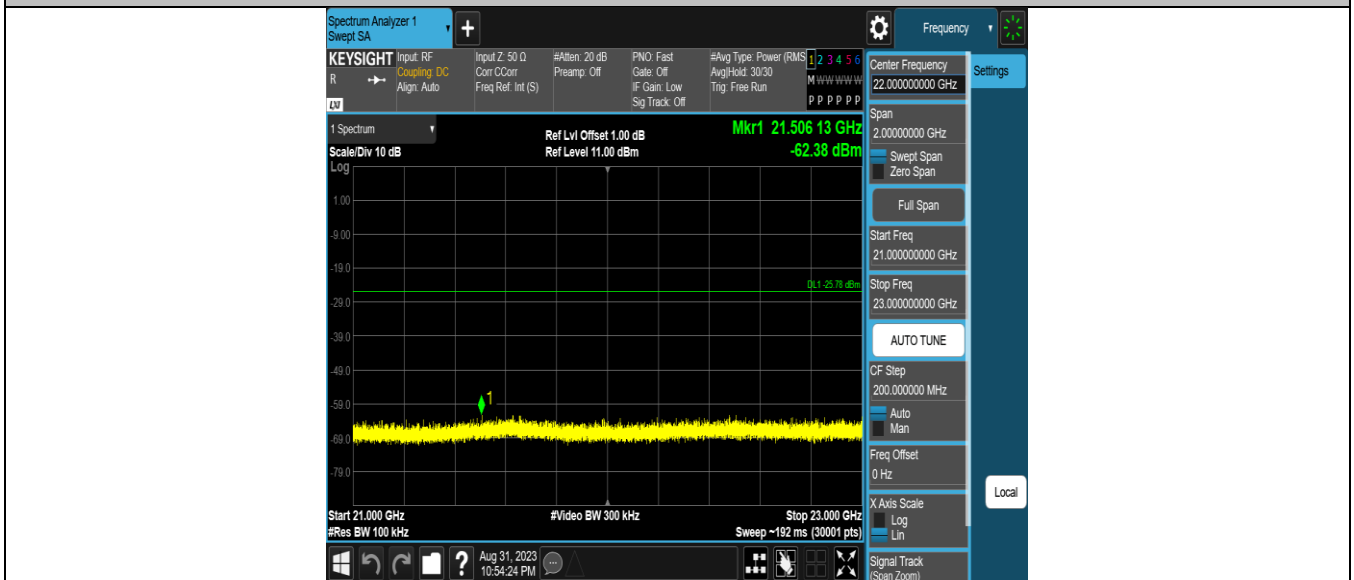 Spectrum Analyzer 1
Swept SA
+
Frequency
KEYSIGHT
R
LXI
Input: RF
Coupling: DC
Align: Auto
Input Z: 50 Ω
Corr CCorr
Freq Ref: Int (S)
#Atten: 20 dB
Preamp: Off
PNO: Fast
Gate: Off
IF Gain: Low
Sig Track: Off
#Avg Type: Power (RMS
Avg|Hold: 30/30
Trig: Free Run
1 2 3 4 5 6
M W W W W W
P P P P P P
1 Spectrum
Scale/Div 10 dB
Log
Ref Lvl Offset 1.00 dB
Ref Level 11.00 dBm
Mkr1 21.506 13 GHz
-62.38 dBm
1.00
-9.00
-19.0
DL1 -25.78 dBm
-29.0
-39.0
-49.0
1
-59.0
-69.0
-79.0
Start 21.000 GHz
#Video BW 300 kHz
Stop 23.000 GHz
#Res BW 100 kHz
Sweep ~192 ms (30001 pts)
?
Aug 31, 2023
10:54:24 PM
Center Frequency
22.000000000 GHz
Settings
Span
2.00000000 GHz
Swept Span
Zero Span
Full Span
Start Freq
21.000000000 GHz
Stop Freq
23.000000000 GHz
AUTO TUNE
CF Step
200.000000 MHz
Auto
Man
Freq Offset
0 Hz
Local
X Axis Scale
Log
Lin
Signal Track
(Span Zoom)